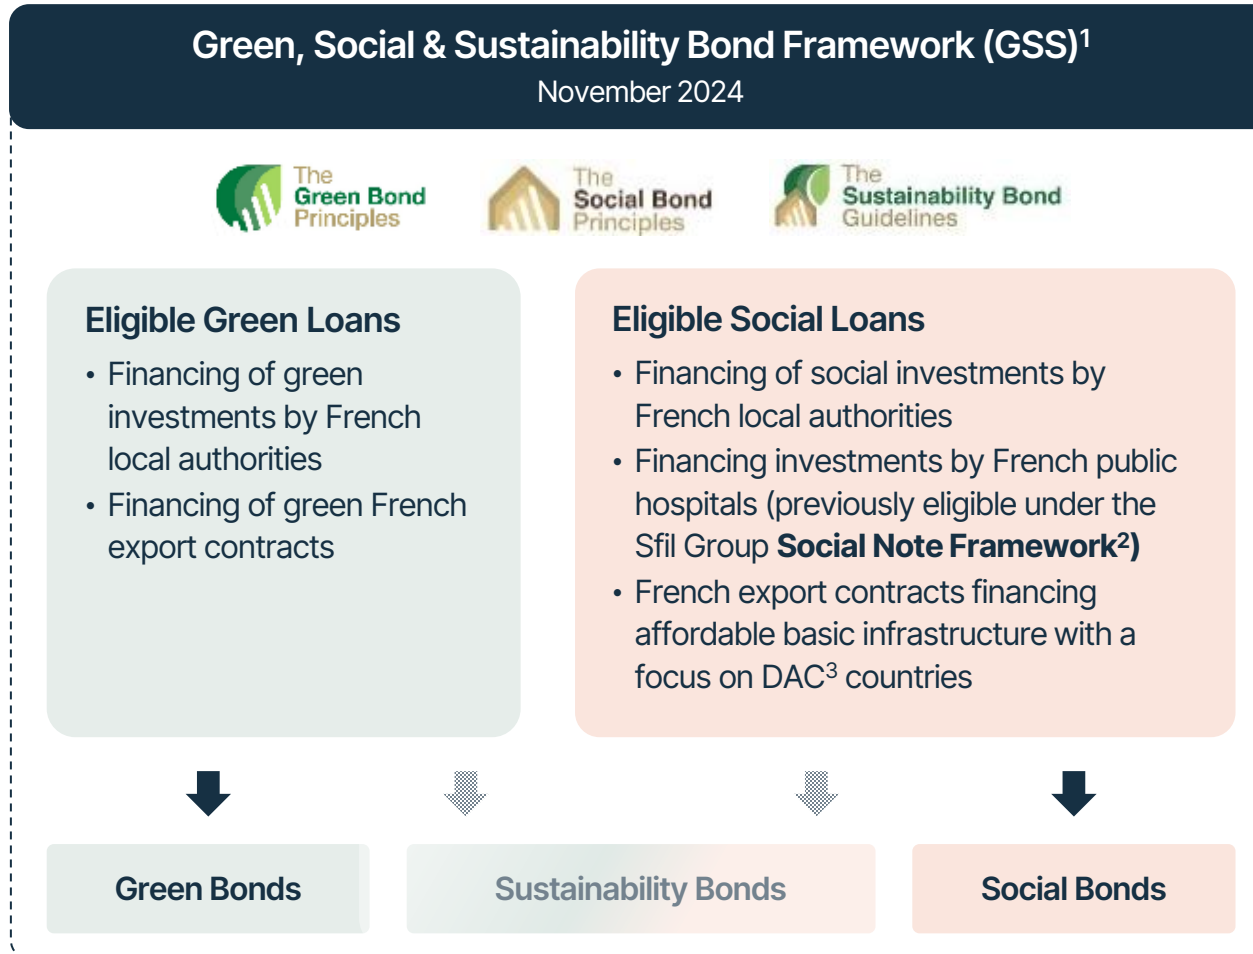 Green, Social & Sustainability Bond Framework (GSS)¹
November 2024
The
Green Bond
Principles
The
Social Bond
Principles
The
Sustainability Bond
Guidelines
Eligible Green Loans
• Financing of green
investments by French
local authorities
• Financing of green French
export contracts
Eligible Social Loans
• Financing of social investments by
French local authorities
• Financing investments by French public
hospitals (previously eligible under the
Sfil Group Social Note Framework²)
• French export contracts financing
affordable basic infrastructure with a
focus on DAC³ countries
Green Bonds
Sustainability Bonds
Social Bonds